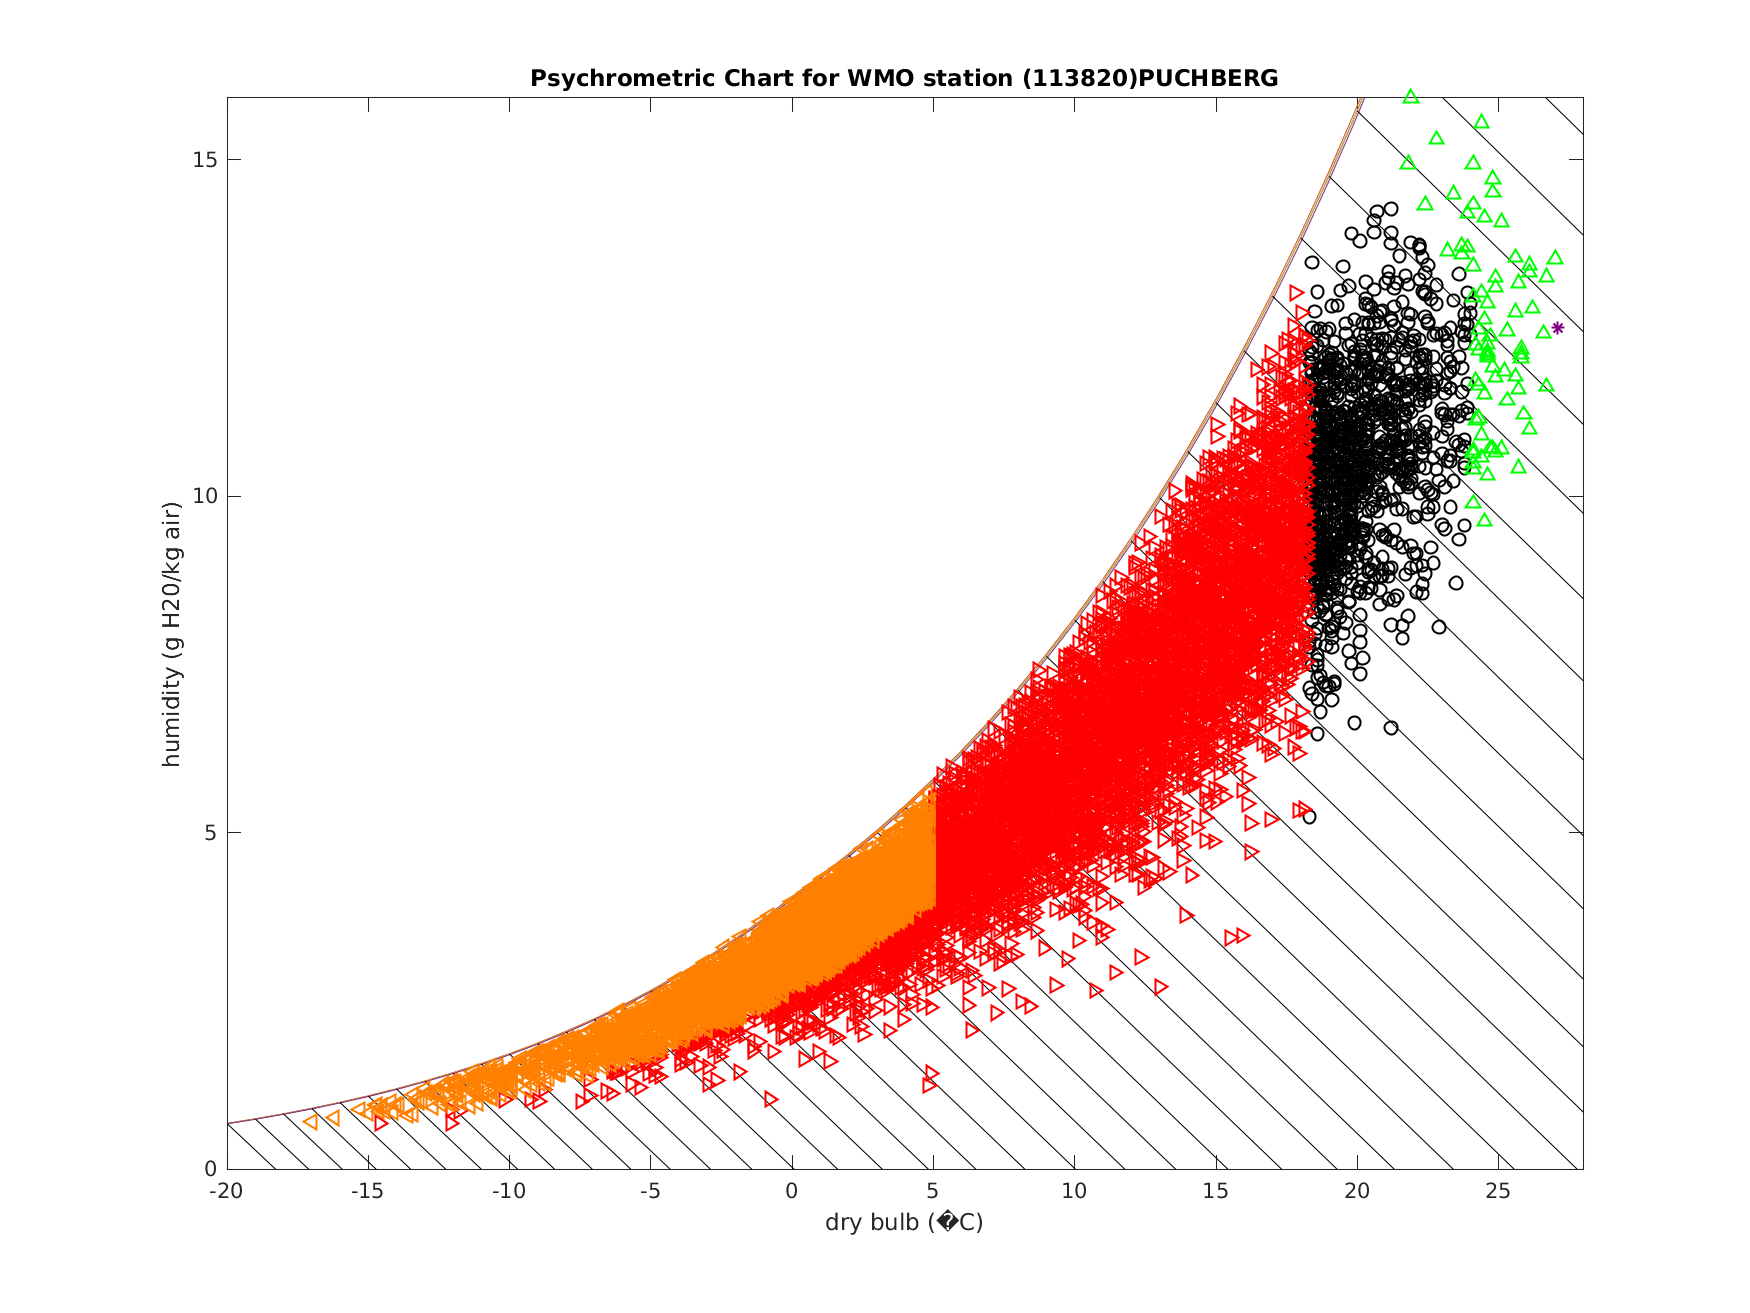 Psychrometric Chart for WMO station (113820)PUCHBERG
humidity (g H20/kg air)
15
10
5
0
-20 -15 -10 -5 0 5 10 15 20 25
dry bulb (�C)